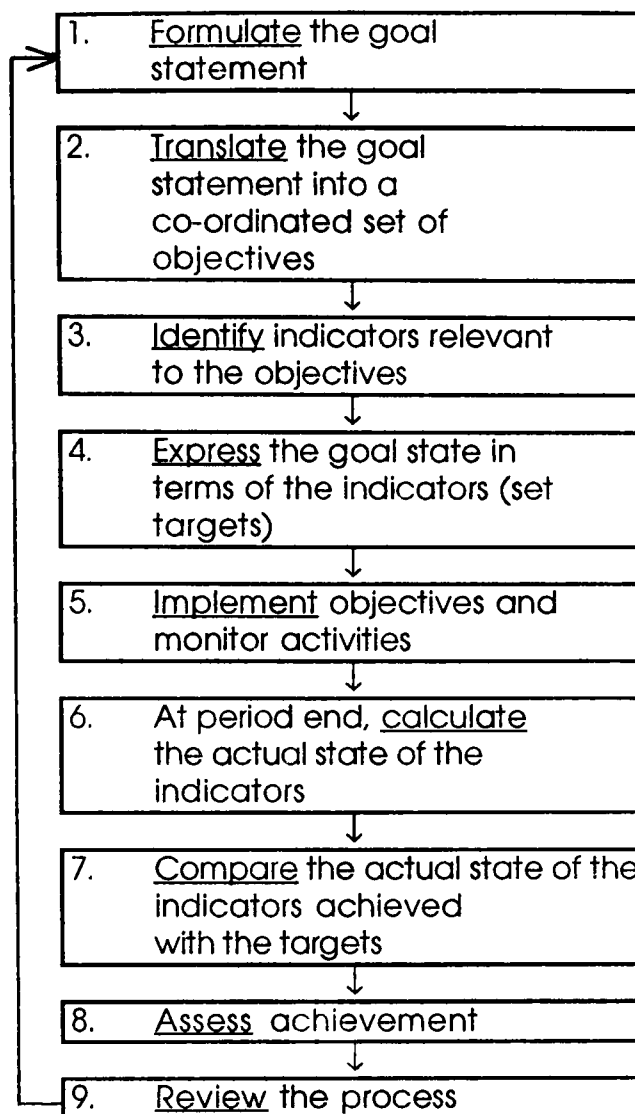 1. Formulate the goal
statement
2. Translate the goal
statement into a
co-ordinated set of
objectives
3. Identify indicators relevant
to the objectives
4. Express the goal state in
terms of the indicators (set
targets)
5. Implement objectives and
monitor activities
6. At period end, calculate
the actual state of the
indicators
7. Compare the actual state of the
indicators achieved
with the targets
8. Assess achievement
9. Review the process